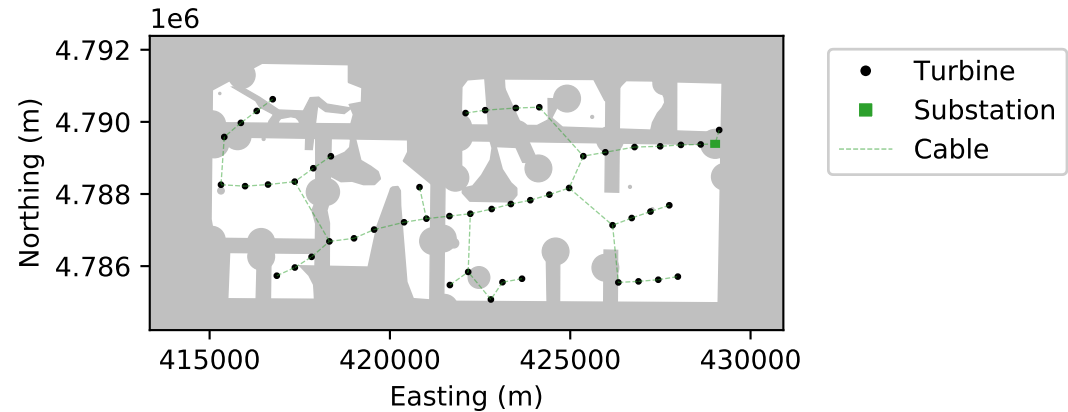 1e6
4.792
4.790
4.788
4.786
Northing (m)
415000 420000 425000 430000
Easting (m)
Turbine
Substation
Cable